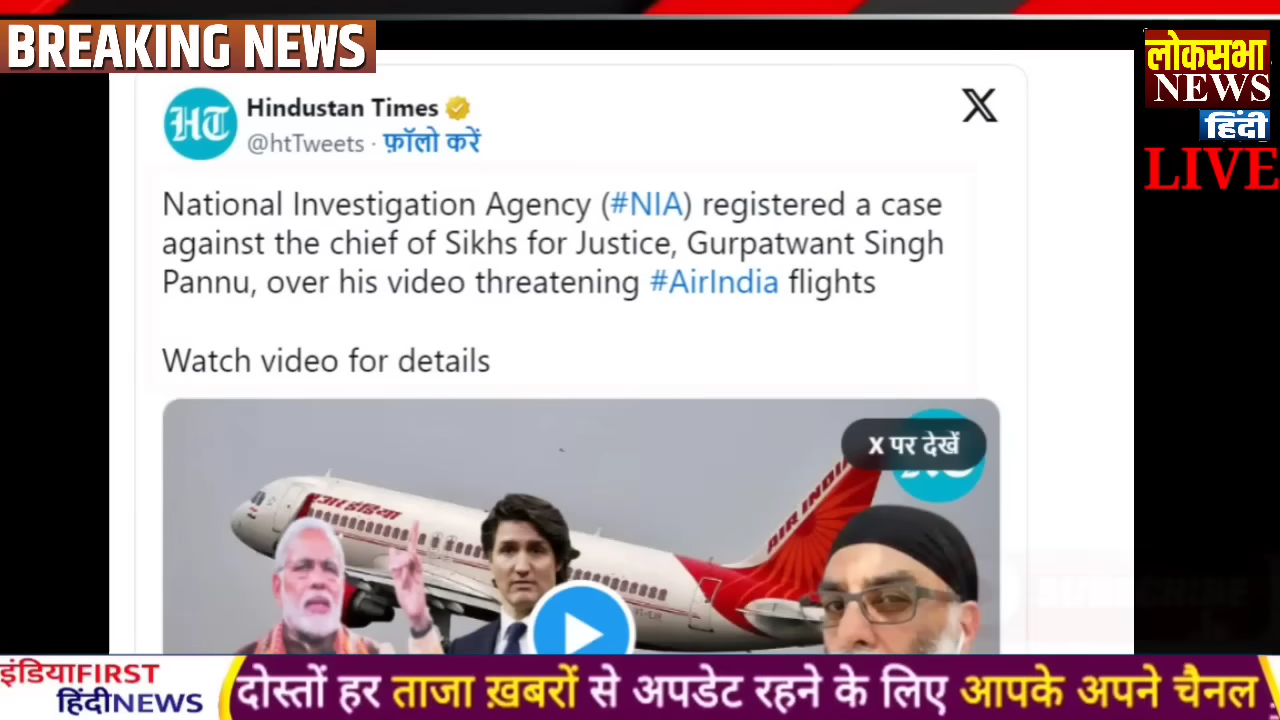 BREAKING NEWS
लोकसभा
NEWS
हिंदी
LIVE
HT
Hindustan Times
@htTweets · फ़ॉलो करें
X
National Investigation Agency (#NIA) registered a case
against the chief of Sikhs for Justice, Gurpatwant Singh
Pannu, over his video threatening #AirIndia flights
Watch video for details
X पर देखें
एअर इंडिया
AIR INDIA
इंडियाFIRST
हिंदीNEWS
दोस्तों हर ताजा ख़बरों से अपडेट रहने के लिए आपके अपने चैनल